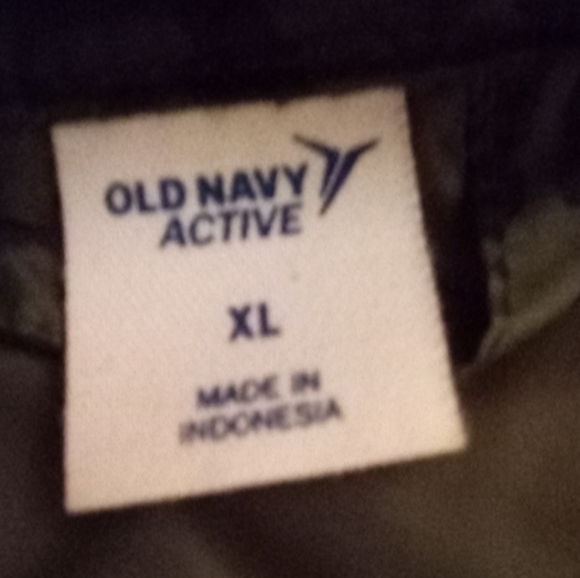 OLD NAVY
ACTIVE
XL
MADE IN
INDONESIA